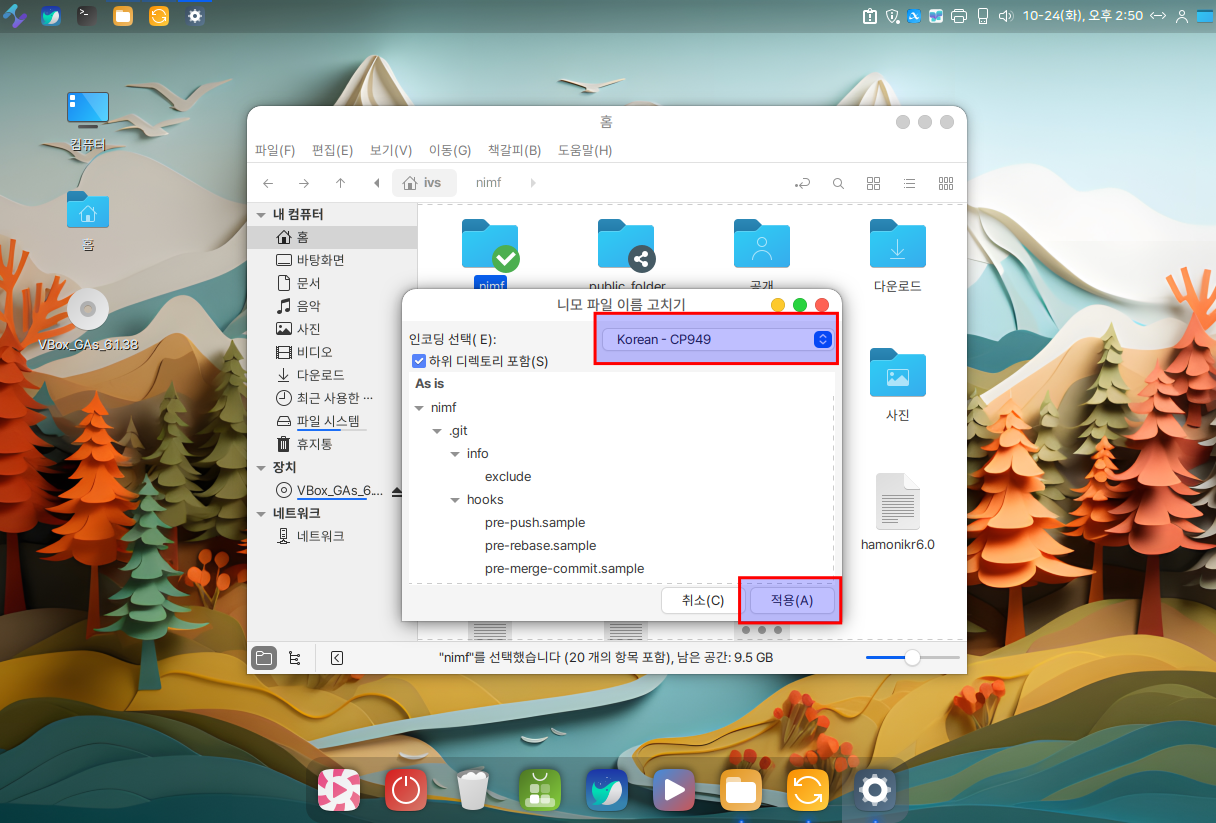 10-24(화), 오후 2:50
컴퓨터
홈
VBox_GAs_6.1.38
홈
파일(F) 편집(E) 보기(V) 이동(G) 책갈피(B) 도움말(H)
ivs nimf
내 컴퓨터
홈
바탕화면
문서
음악
사진
비디오
다운로드
최근 사용한 ...
파일 시스템
휴지통
장치
VBox_GAs_6....
네트워크
네트워크
nimf public_folder 공개 다운로드
사진
hamonikr6.0
니모 파일 이름 고치기
인코딩 선택( E): Korean - CP949
하위 디렉토리 포함(S)
As is
nimf
.git
info
exclude
hooks
pre-push.sample
pre-rebase.sample
pre-merge-commit.sample
취소(C) 적용(A)
"nimf"를 선택했습니다 (20 개의 항목 포함), 남은 공간: 9.5 GB